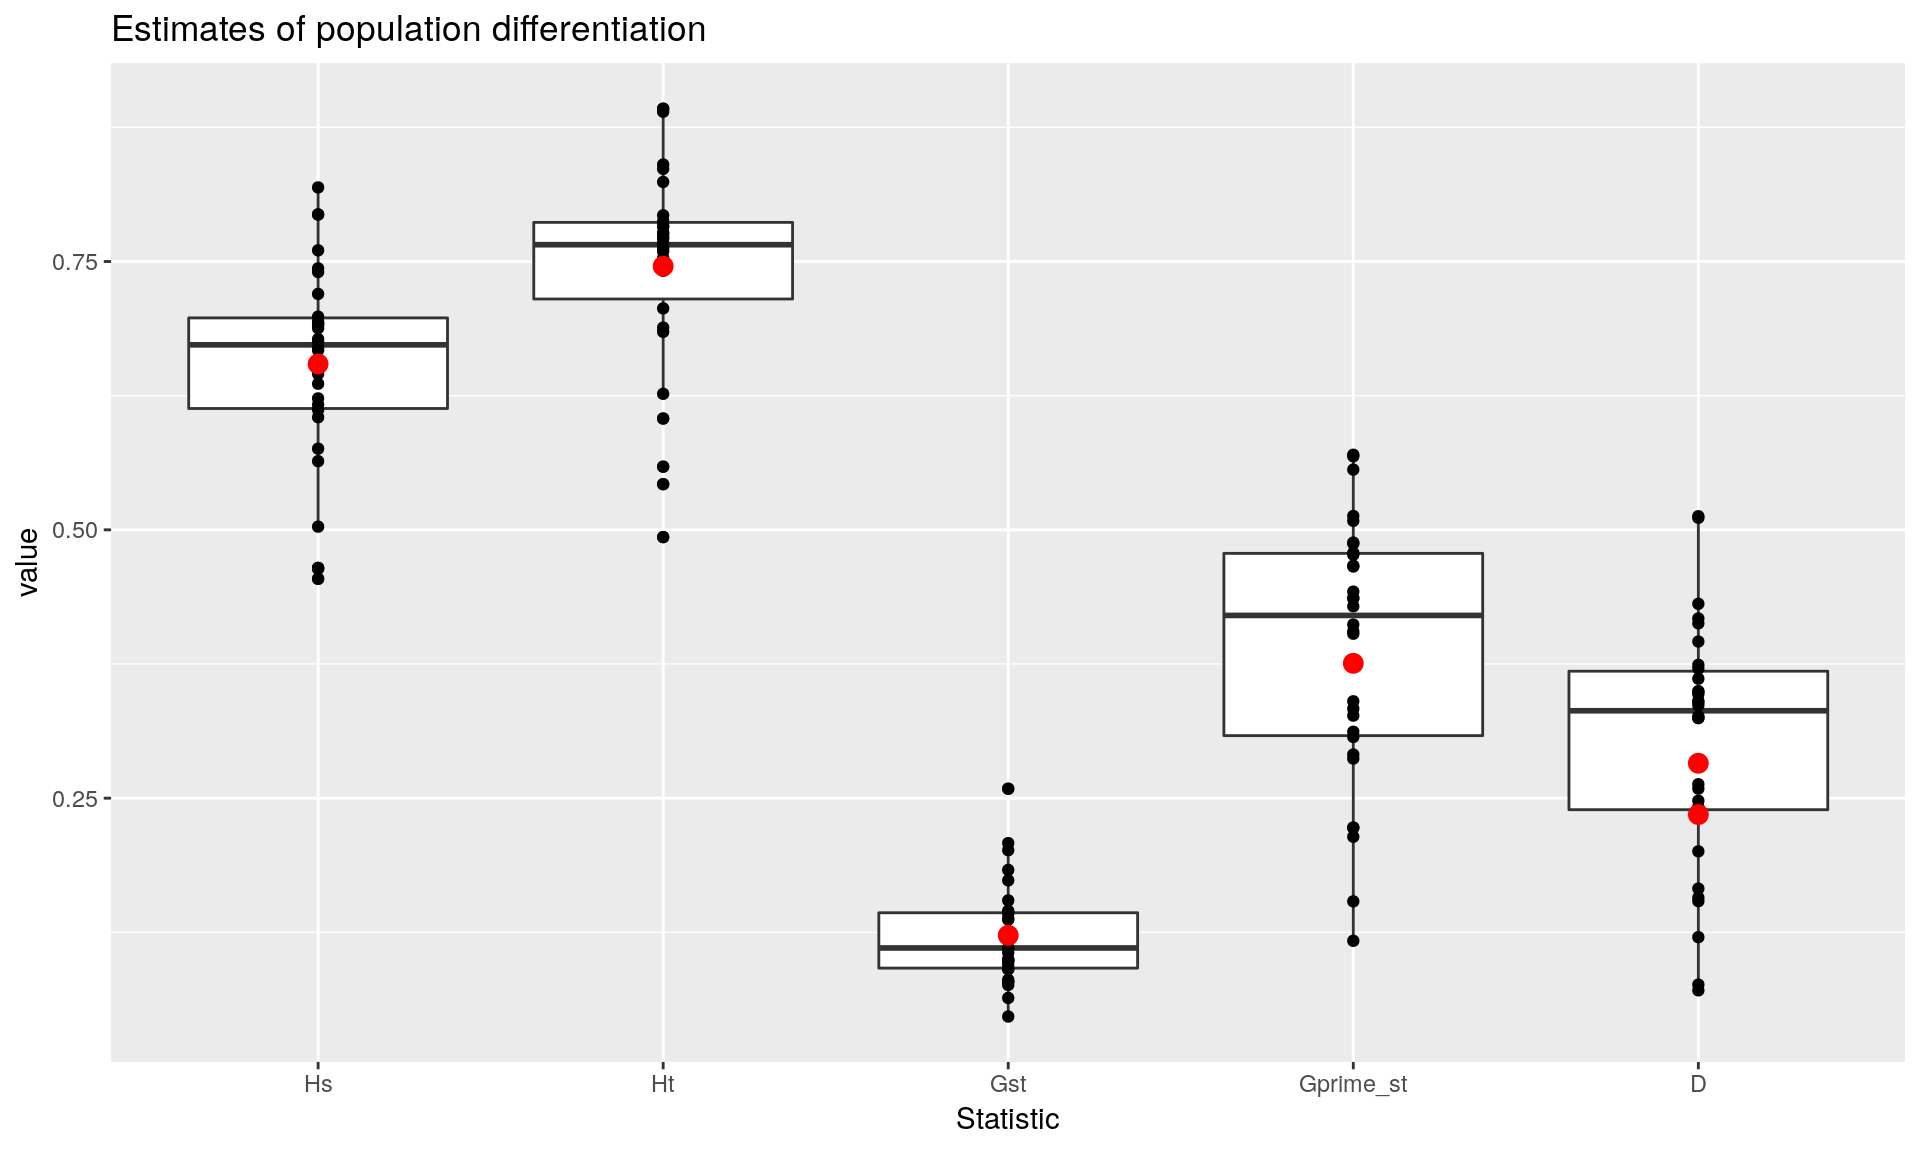 Estimates of population differentiation
value
0.75
0.50
0.25
Hs Ht Gst Gprime_st D
Statistic